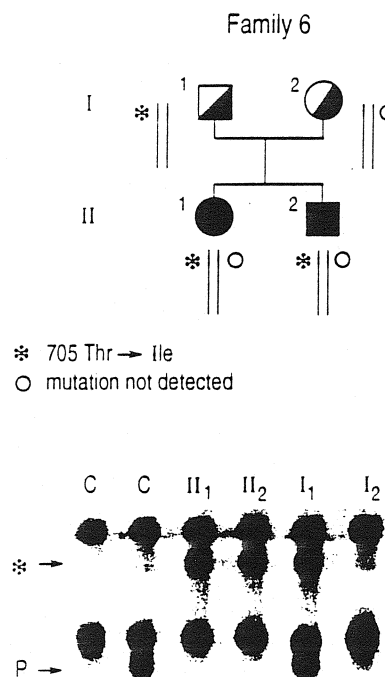 Family 6
1 2
I
1 2
II
* * 
* 705 Thr → Ile
o mutation not detected
C C II1 II2 I1 I2
* →
P →